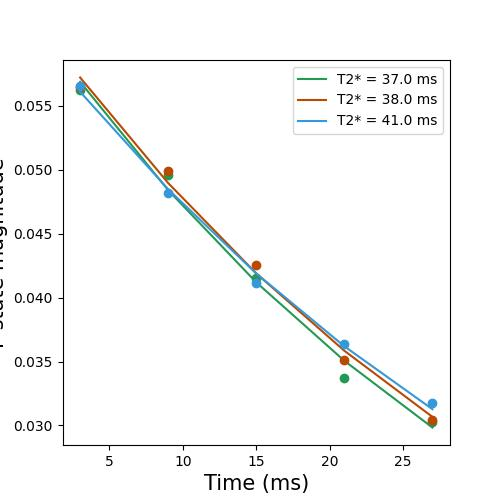 T2* = 37.0 ms
T2* = 38.0 ms
T2* = 41.0 ms
0.055
0.050
0.045
0.040
0.035
0.030
5 10 15 20 25
Time (ms)